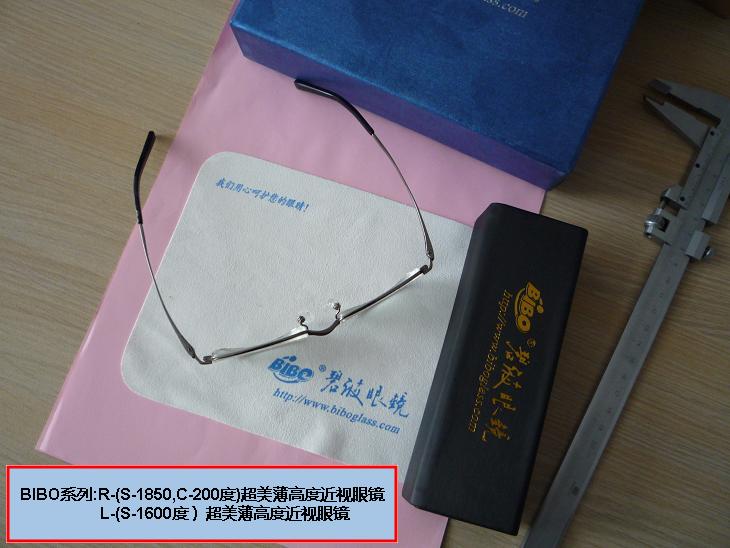 glass.com
我们用心呵护您的眼睛!
BIBO® 碧波眼鏡
http://www.biboglass.com
BIBO® 碧波眼鏡
http://www.biboglass.com
BIBO系列:R-(S-1850,C-200度)超美薄高度近视眼镜
L-(S-1600度 ) 超美薄高度近视眼镜